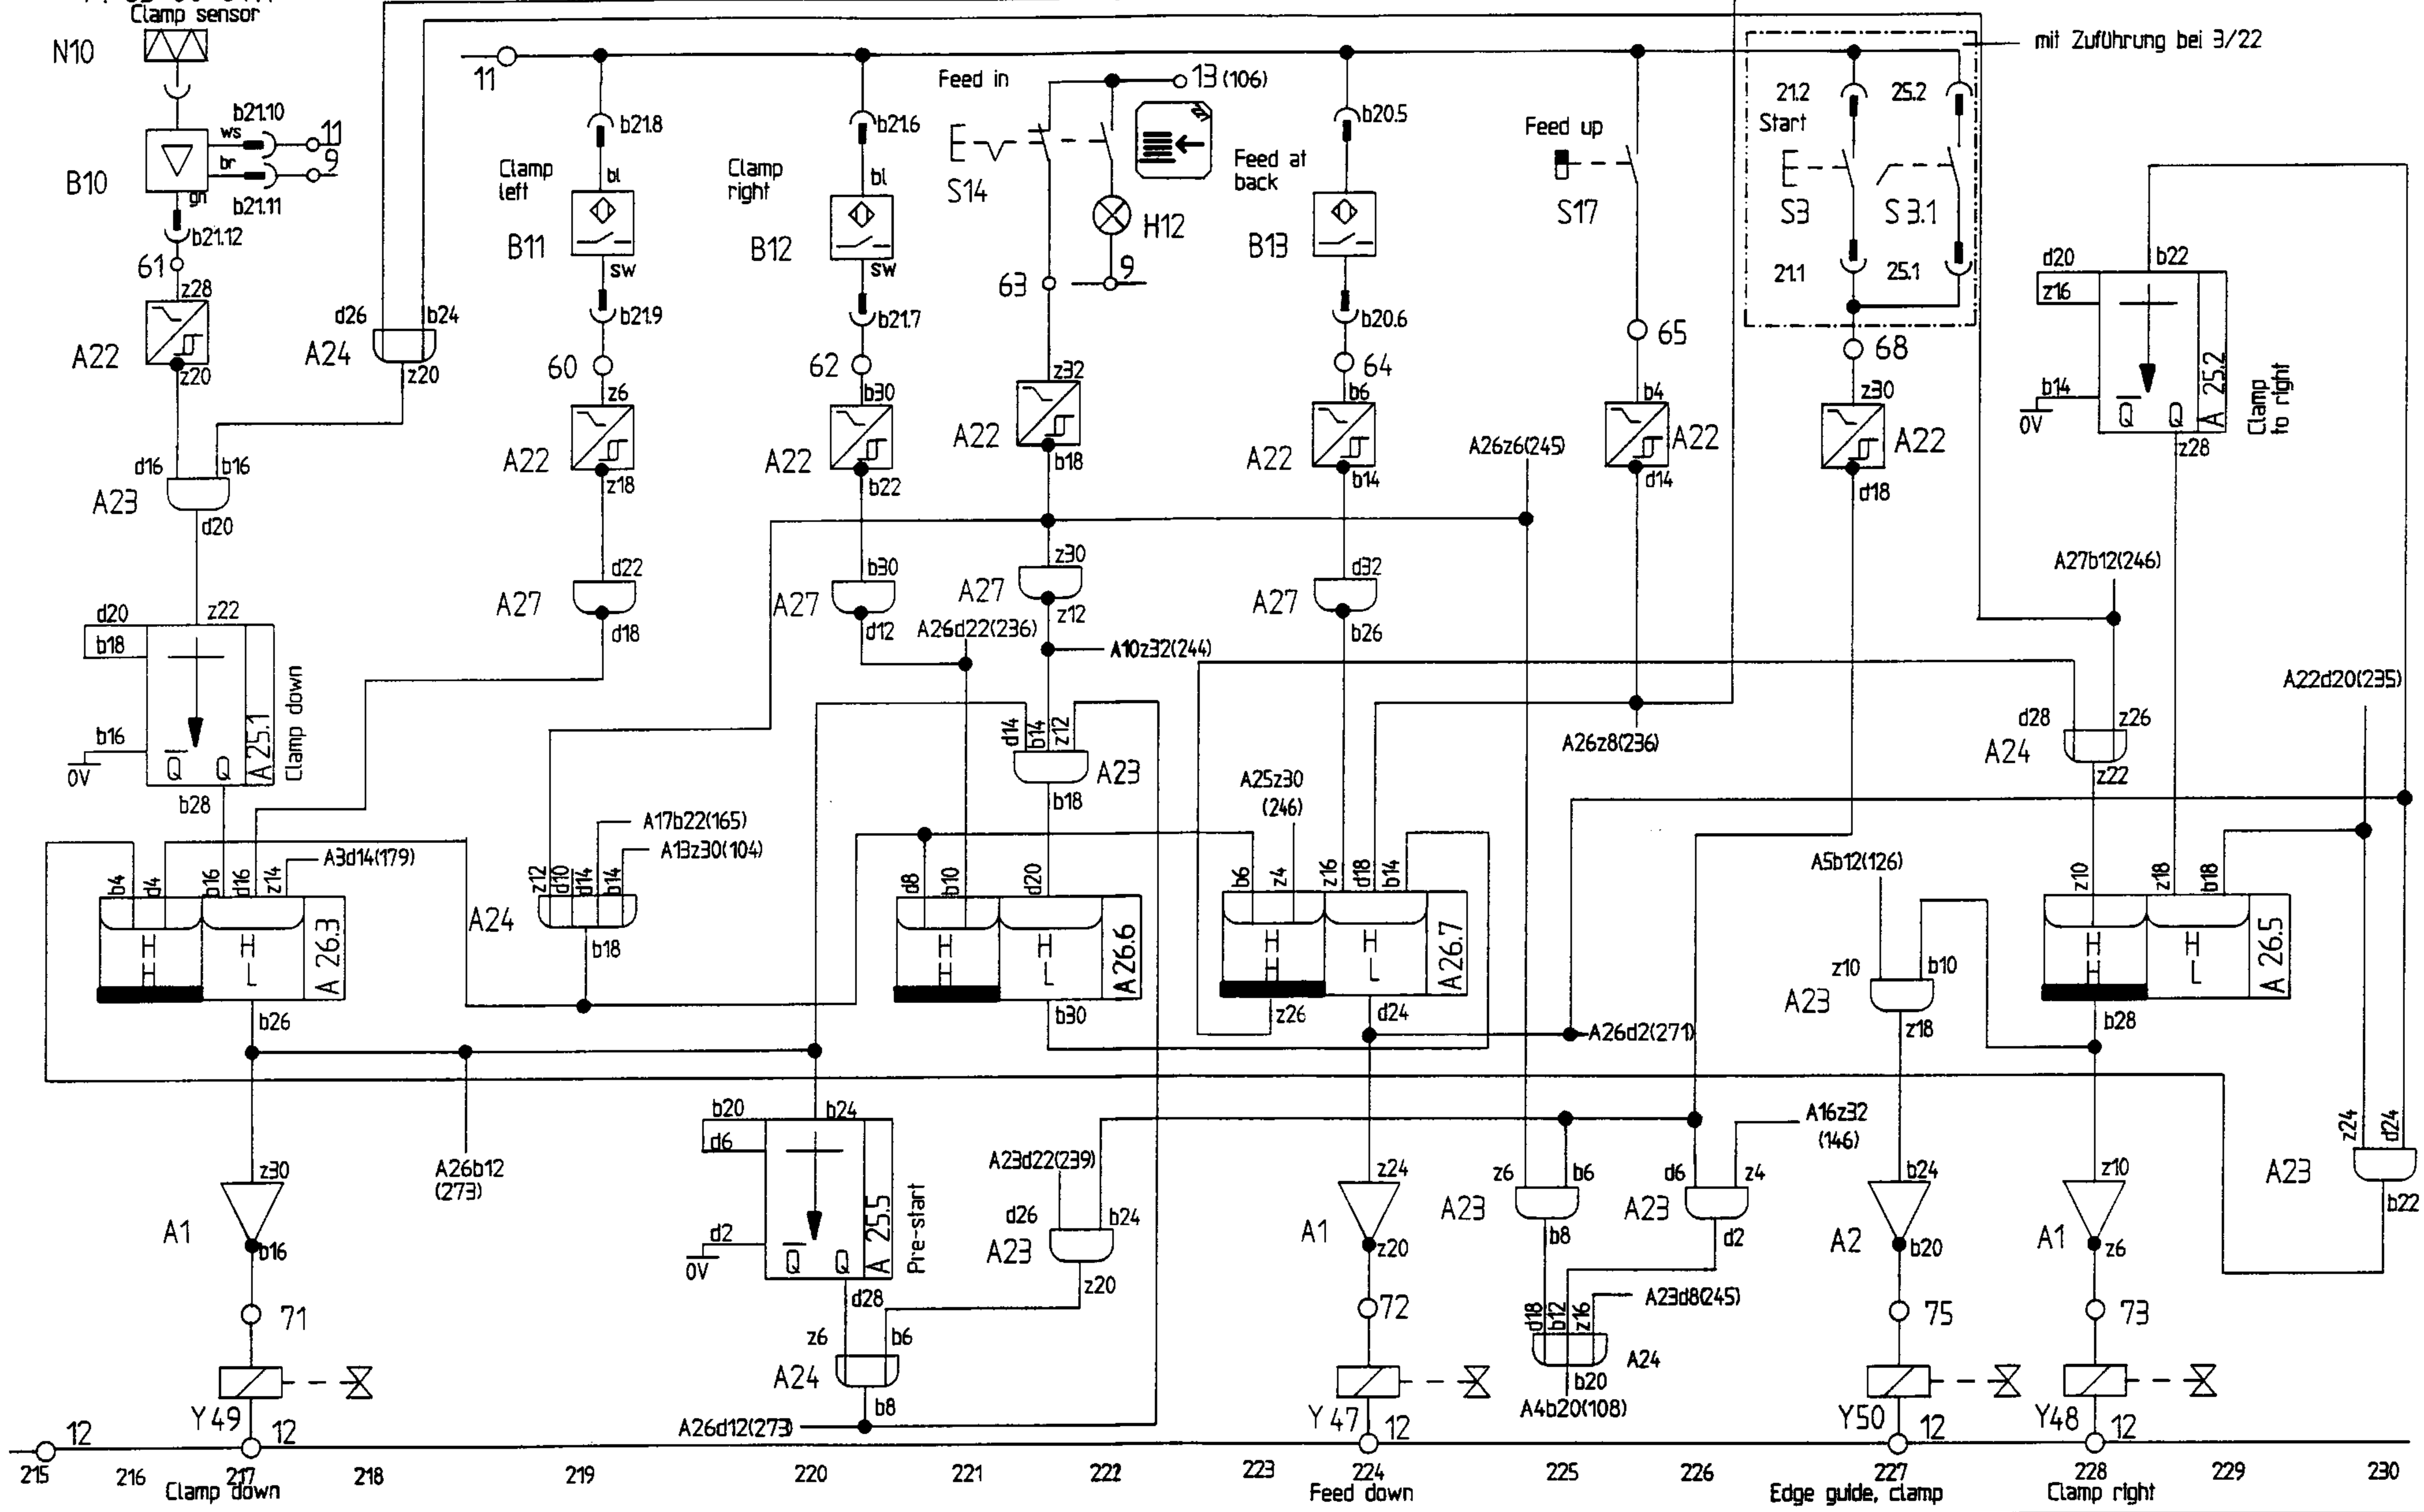 Clamp sensor
N10
11
Feed in
13 (106)
mit Zuführung bei 3/22
b21.10
ws
11
br
9
B10
gn
b21.11
b21.12
61
z28
A22
z20
d26
b24
A24
z20
b21.8
Clamp
left
bl
B11
sw
b21.9
60
z6
A22
z18
b21.6
Clamp
right
bl
B12
sw
b21.7
62
b30
A22
b22
S14
H12
63
9
z32
A22
b18
b20.5
Feed at
back
B13
b20.6
64
b6
A22
b14
Feed up
S17
65
b4
A22
d14
A26z6(245)
21.2
25.2
Start
S3
S 3.1
21.1
25.1
68
z30
A22
d18
d20
b22
z16
b14
0V
Q
Q
A 25.2
Clamp
to right
z28
d16
b16
A23
d20
d22
A27
d18
b30
A27
d12
z30
A27
z12
d32
A27
b26
A26d22(236)
A10z32(244)
A27b12(246)
A22d20(235)
d20
z22
b18
b16
0V
Q
Q
A 25.1
Clamp down
b28
d14
b14
z12
A23
b18
A26z8(236)
d28
z26
A24
z22
A25z30
(246)
A17b22(165)
A13z30(104)
A3d14(179)
A5b12(126)
b4
d4
b16
d16
z14
H
H
H
L
A 26.3
b26
z12
d10
d14
b14
A24
b18
d8
b10
d20
H
H
H
L
A 26.6
b30
b6
z4
z16
d18
b14
H
H
H
L
A 26.7
z26
d24
A26d2(271)
z10
b10
A23
z18
z10
z18
b18
H
H
H
L
A 26.5
b28
A26b12
(273)
b20
b24
d6
d2
0V
Q
Q
A 25.5
Pre-start
d28
A23d22(239)
d26
b24
A23
z20
z6
b6
A24
b8
A26d12(273)
z30
A1
b16
71
Y49
12
12
z24
A1
z20
72
Y47
12
z6
b6
A23
b8
d6
z4
A23
d2
A16z32
(146)
d18
b12
z16
A23d8(245)
A24
b20
A4b20(108)
b24
A2
b20
75
Y50
12
z10
A1
z6
73
Y48
12
z24
d24
A23
b22
215
216
217
218
219
220
221
222
223
224
225
226
227
228
229
230
Clamp down
Feed down
Edge guide, clamp
Clamp right